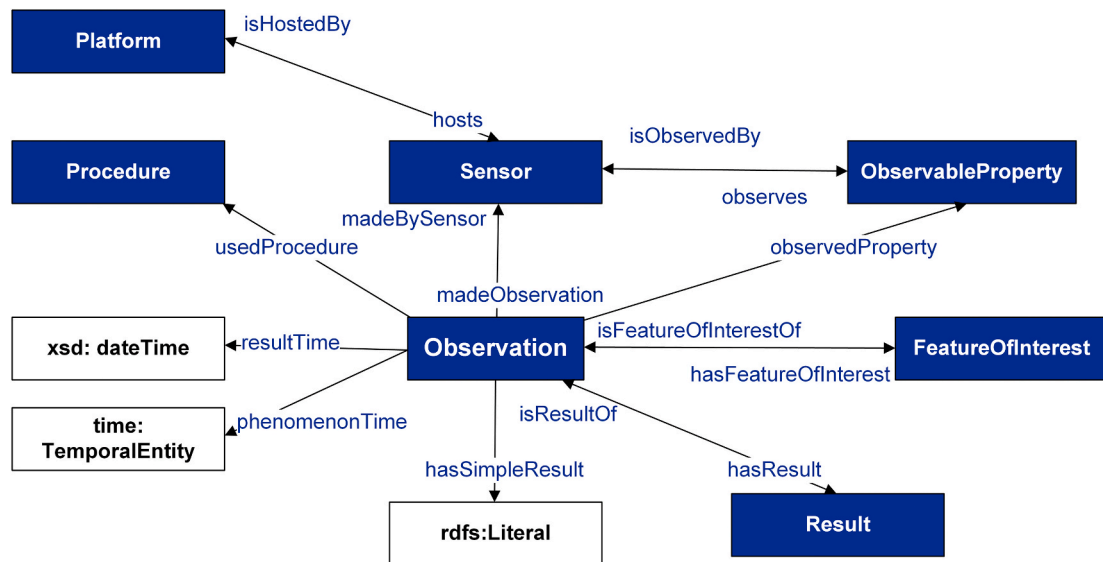 isHostedBy
Platform
hosts
isObservedBy
Procedure
Sensor
ObservableProperty
observes
madeBySensor
usedProcedure
observedProperty
madeObservation
isFeatureOfInterestOf
xsd: dateTime
resultTime
Observation
FeatureOfInterest
hasFeatureOfInterest
time:
TemporalEntity
phenomenonTime
isResultOf
hasSimpleResult
hasResult
rdfs:Literal
Result